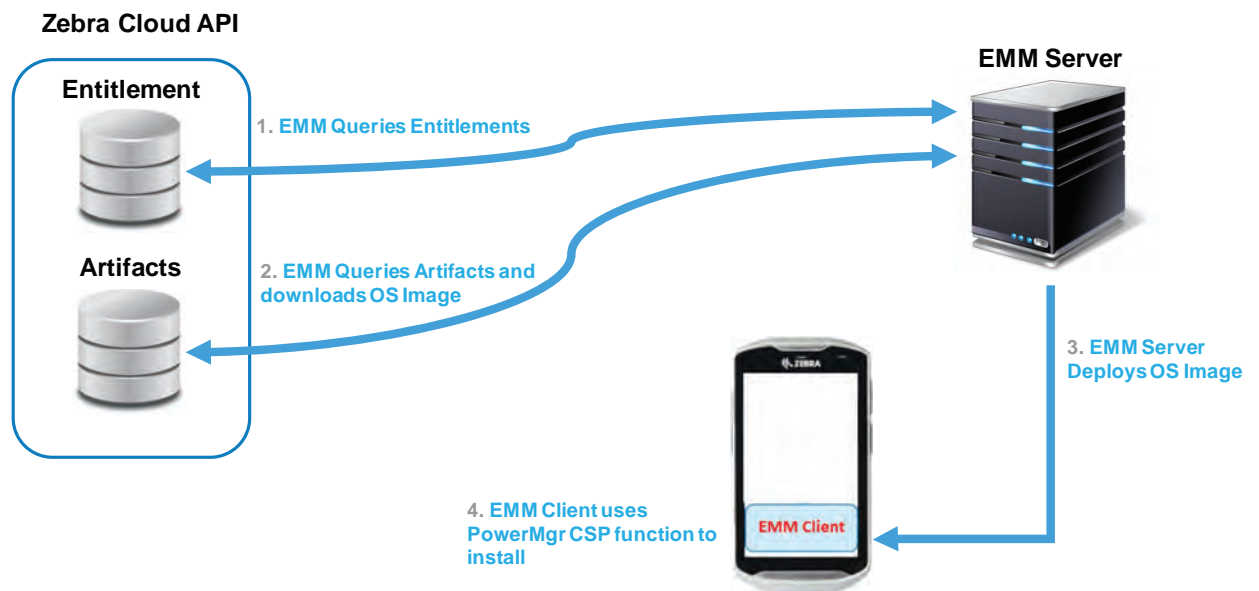 Zebra Cloud API
Entitlement
EMM Server
1. EMM Queries Entitlements
Artifacts
2. EMM Queries Artifacts and
downloads OS Image
3. EMM Server
Deploys OS Image
ZEBRA
4. EMM Client uses
PowerMgr CSP function to
install
EMM Client